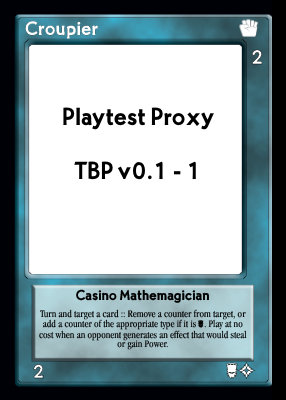 Croupier
2
Playtest Proxy
TBP v0.1 - 1
Casino Mathemagician
Turn and target a card :: Remove a counter from target, or
add a counter of the appropriate type if it is . Play at no
cost when an opponent generates an effect that would steal
or gain Power.
2